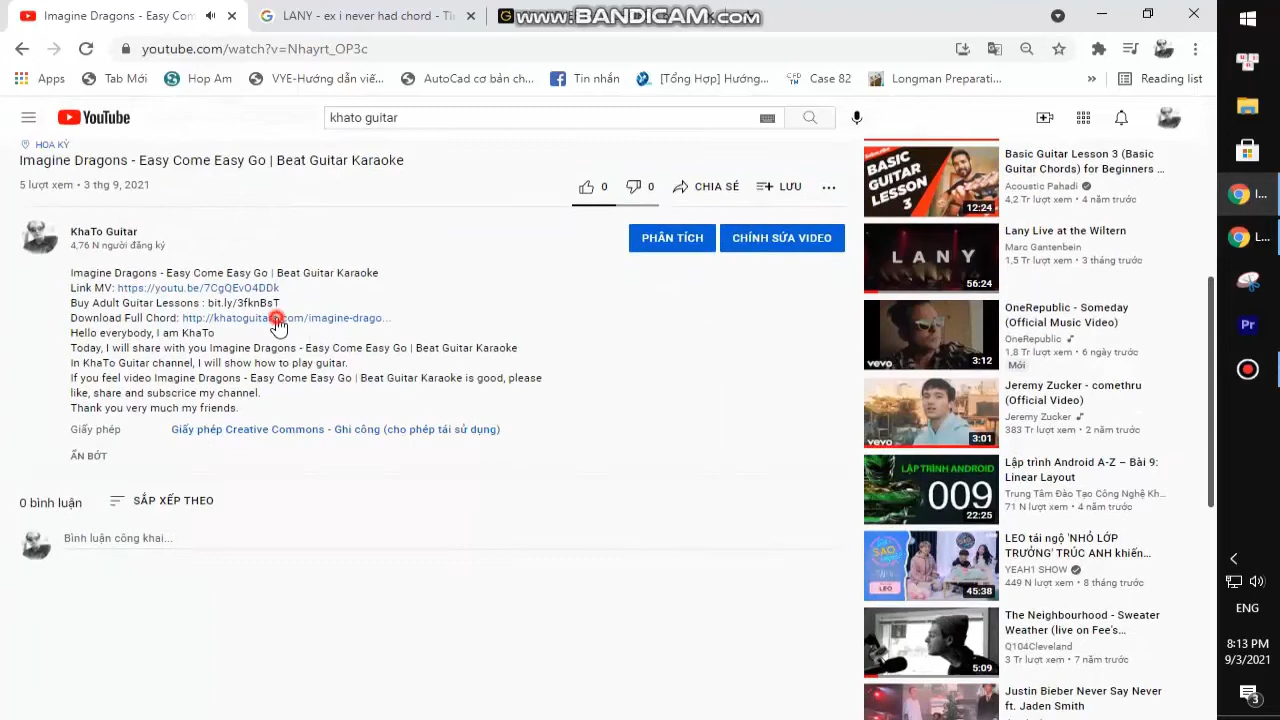 Imagine Dragons - Easy Com
LANY - ex i never had chord - TI
www.BANDICAM.com
youtube.com/watch?v=Nhayrt_OP3c
Apps
Tab Mới
Hop Am
VYE-Hướng dẫn viế...
AutoCad cơ bản ch...
Tin nhắn
[Tổng Hợp] Hướng...
Case 82
Longman Preparati...
»
Reading list
YouTube
khato guitar
HOA KỲ
Imagine Dragons - Easy Come Easy Go | Beat Guitar Karaoke
5 lượt xem • 3 thg 9, 2021
0
0
CHIA SẺ
LƯU
KhaTo Guitar
4,76 N người đăng ký
PHÂN TÍCH
CHỈNH SỬA VIDEO
Imagine Dragons - Easy Come Easy Go | Beat Guitar Karaoke
Link MV: https://youtu.be/7CgQEvO4DDk
Buy Adult Guitar Lessons : bit.ly/3fknBsT
Download Full Chord: http://khatoguitar.com/imagine-drago...
Hello everybody, I am KhaTo
Today, I will share with you Imagine Dragons - Easy Come Easy Go | Beat Guitar Karaoke
In KhaTo Guitar channel, I will show how to play guitar.
If you feel video Imagine Dragons - Easy Come Easy Go | Beat Guitar Karaoke is good, please
like, share and subscrice my channel.
Thank you very much my friends.
Giấy phép
Giấy phép Creative Commons - Ghi công (cho phép tái sử dụng)
ẨN BỚT
0 bình luận
SẮP XẾP THEO
Bình luận công khai...
BASIC GUITAR LESSON 3
12:24
Basic Guitar Lesson 3 (Basic
Guitar Chords) for Beginners ...
Acoustic Pahadi
4,2 Tr lượt xem • 4 năm trước
LANY
56:24
Lany Live at the Wiltern
Marc Gantenbein
1,5 Tr lượt xem • 3 tháng trước
vevo
3:12
OneRepublic - Someday
(Official Music Video)
OneRepublic
1,8 Tr lượt xem • 6 ngày trước
Mới
vevo
3:01
Jeremy Zucker - comethru
(Official Video)
Jeremy Zucker
383 Tr lượt xem • 2 năm trước
LẬP TRÌNH ANDROID
009
22:25
Lập trình Android A-Z – Bài 9:
Linear Layout
Trung Tâm Đào Tạo Công Nghệ Kh...
71 N lượt xem • 4 năm trước
SAO
LEO
45:38
LEO tái ngộ 'NHỎ LỚP
TRƯỞNG' TRÚC ANH khiến...
YEAH1 SHOW
449 N lượt xem • 8 tháng trước
5:09
The Neighbourhood - Sweater
Weather (live on Fee's...
Q104Cleveland
3 Tr lượt xem • 7 năm trước
Justin Bieber Never Say Never
ft. Jaden Smith
I...
L...
Pr
ENG
8:13 PM
9/3/2021
3